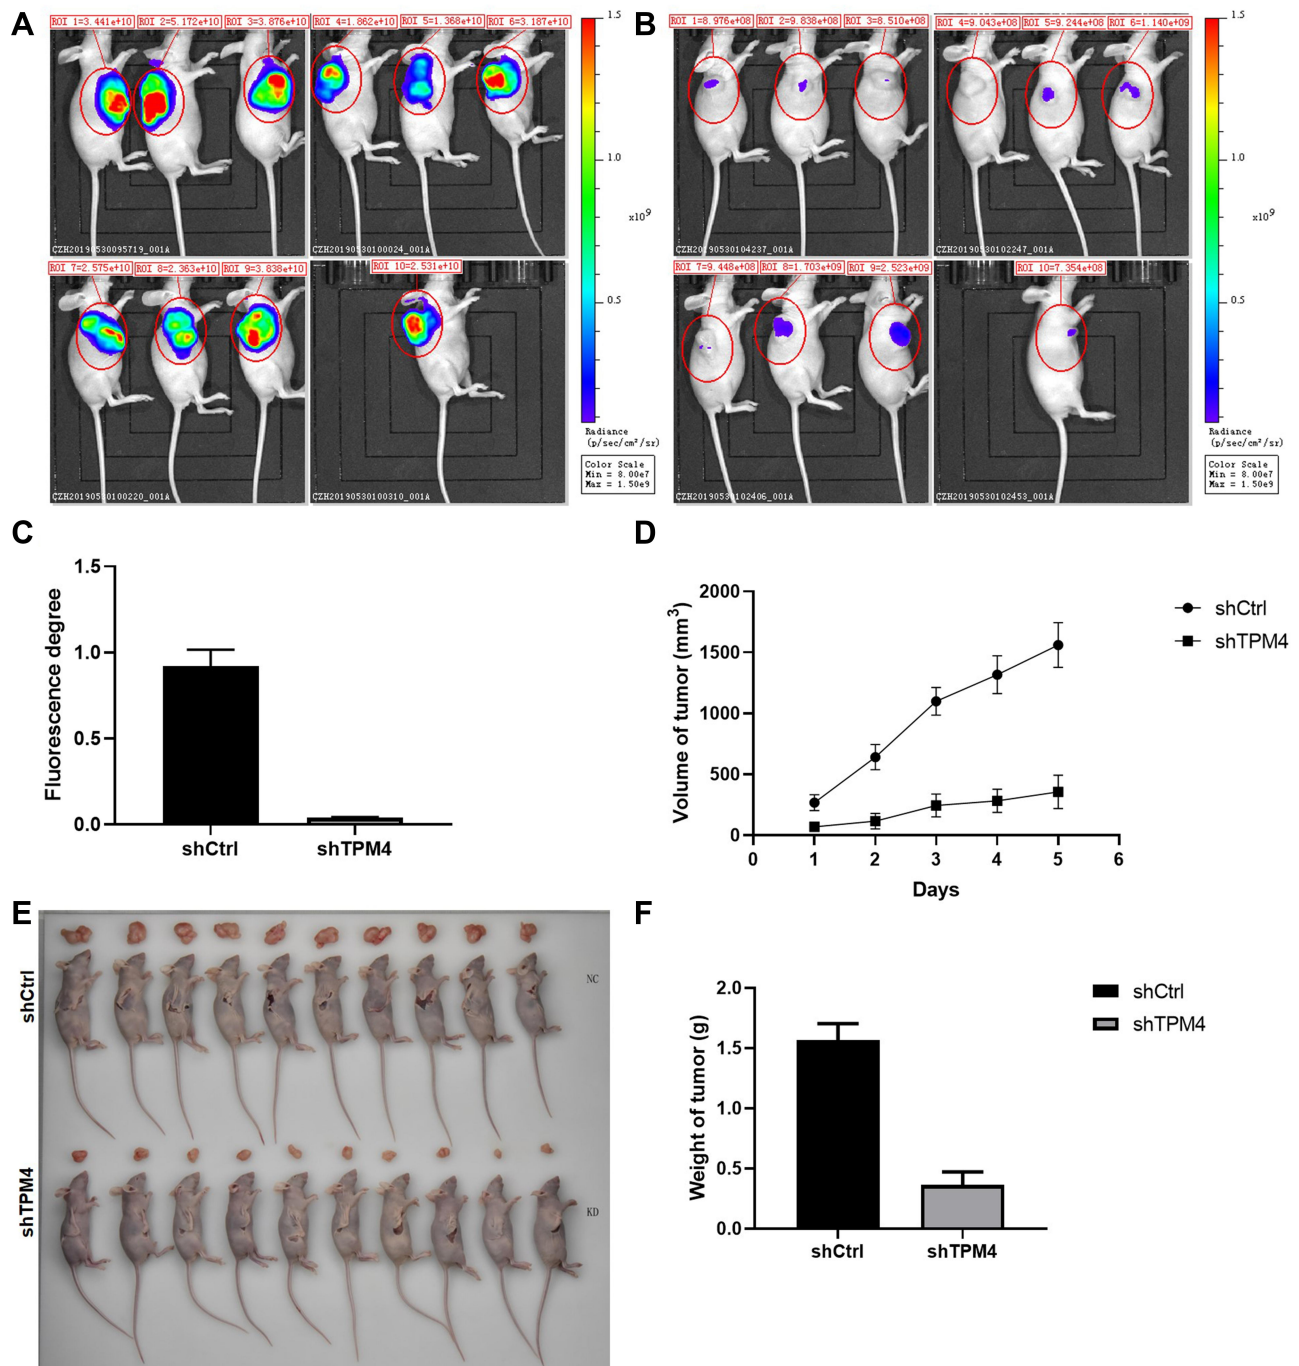 A
ROI 1=3.441e+10
ROI 2=5.172e+10
ROI 3=3.876e+10
ROI 4=1.862e+10
ROI 5=1.368e+10
ROI 6=3.187e+10
CZH20190530095719_001A
CZH20190530100024_001A
ROI 7=2.575e+10
ROI 8=2.363e+10
ROI 9=3.838e+10
ROI 10=2.531e+10
CZH20190530100220_001A
CZH20190530100310_001A
1.5
1.0
x10⁹
0.5
Radiance
(p/sec/cm²/sr)
Color Scale
Min = 8.00e7
Max = 1.50e9
B
ROI 1=8.976e+08
ROI 2=9.838e+08
ROI 3=8.510e+08
ROI 4=9.043e+08
ROI 5=9.244e+08
ROI 6=1.140e+09
CZH20190530104237_001A
CZH20190530102247_001A
ROI 7=9.448e+08
ROI 8=1.703e+09
ROI 9=2.523e+09
ROI 10=7.354e+08
CZH20190530102406_001A
CZH20190530102453_001A
1.5
1.0
x10⁹
0.5
Radiance
(p/sec/cm²/sr)
Color Scale
Min = 8.00e7
Max = 1.50e9
C
Fluorescence degree
1.5
1.0
0.5
0.0
shCtrl
shTPM4
D
Volume of tumor (mm³)
2000
1500
1000
500
0
0 1 2 3 4 5 6
Days
shCtrl
shTPM4
E
shCtrl
NC
shTPM4
KD
F
Weight of tumor (g)
2.0
1.5
1.0
0.5
0.0
shCtrl
shTPM4
shCtrl
shTPM4